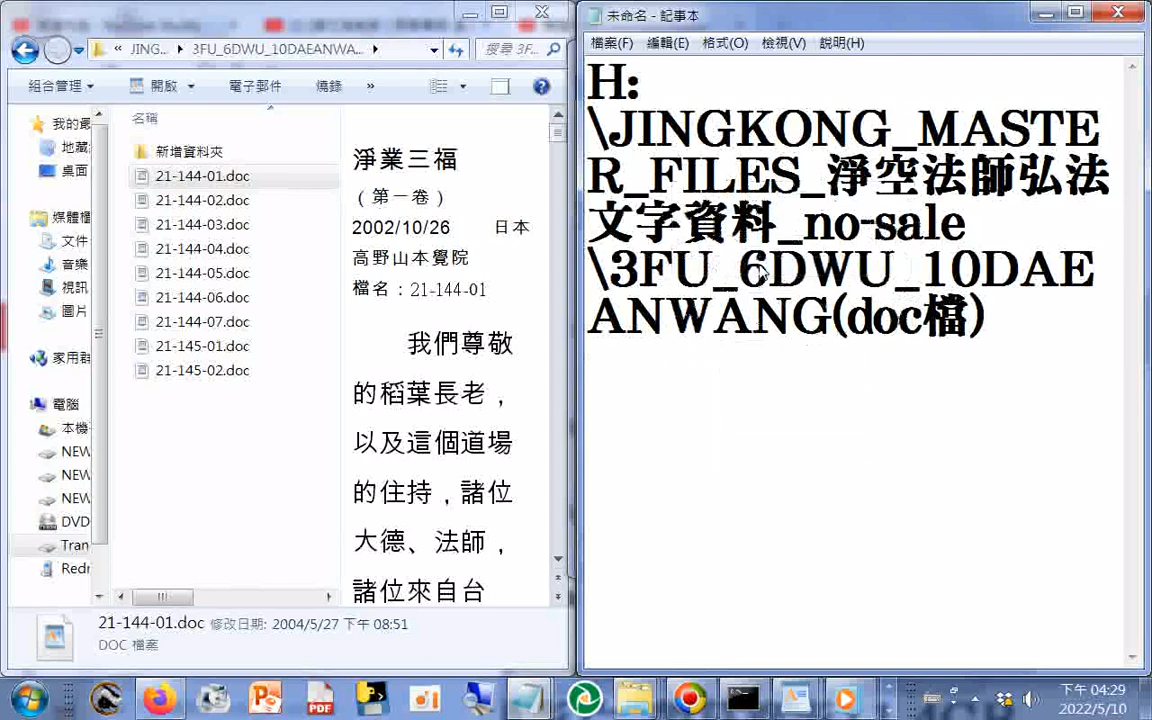 JING...
3FU_6DWU_10DAEANWA...
搜尋 3F...
組合管理
開啟
電子郵件
燒錄
»
我的最
地藏
桌面
媒體櫃
文件
音樂
視訊
圖片
家用群
電腦
本機
NEW
NEW
NEW
DVD
Tran
Redr
名稱
新增資料夾
21-144-01.doc
21-144-02.doc
21-144-03.doc
21-144-04.doc
21-144-05.doc
21-144-06.doc
21-144-07.doc
21-145-01.doc
21-145-02.doc
淨業三福
（第一卷）
2002/10/26 日本
高野山本覺院
檔名：21-144-01
我們尊敬
的稻葉長老，
以及這個道場
的住持，諸位
大德、法師，
諸位來自台
21-144-01.doc 修改日期: 2004/5/27 下午 08:51
DOC 檔案
未命名 - 記事本
檔案(F) 編輯(E) 格式(O) 檢視(V) 說明(H)
H:
\JINGKONG_MASTE
R_FILES_淨空法師弘法
文字資料_no-sale
\3FU_6DWU_10DAE
ANWANG(doc檔)
PDF
下午 04:29
2022/5/10